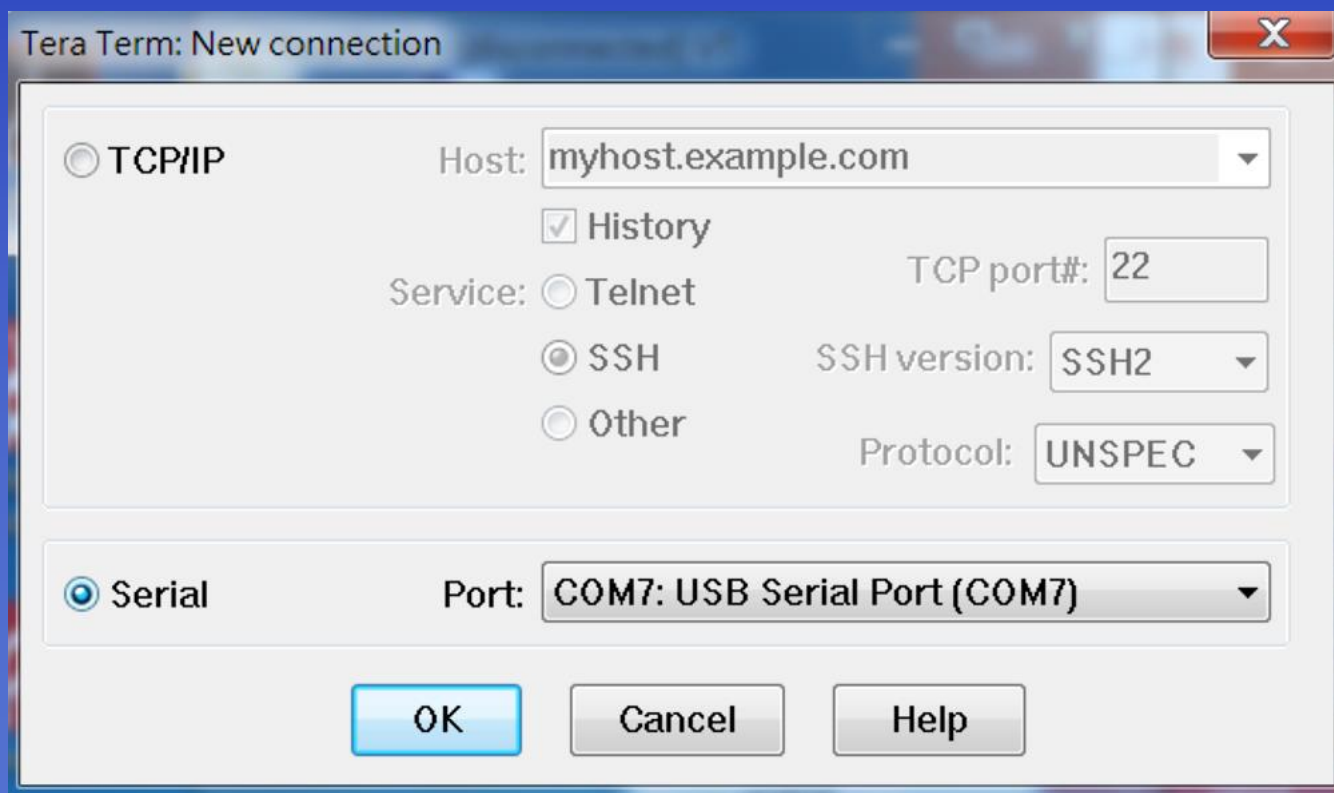 Tera Term: New connection
TCP/IP
Host: myhost.example.com
History
TCP port#: 22
Service: Telnet
SSH
SSH version: SSH2
Other
Protocol: UNSPEC
Serial
Port: COM7: USB Serial Port (COM7)
OK
Cancel
Help